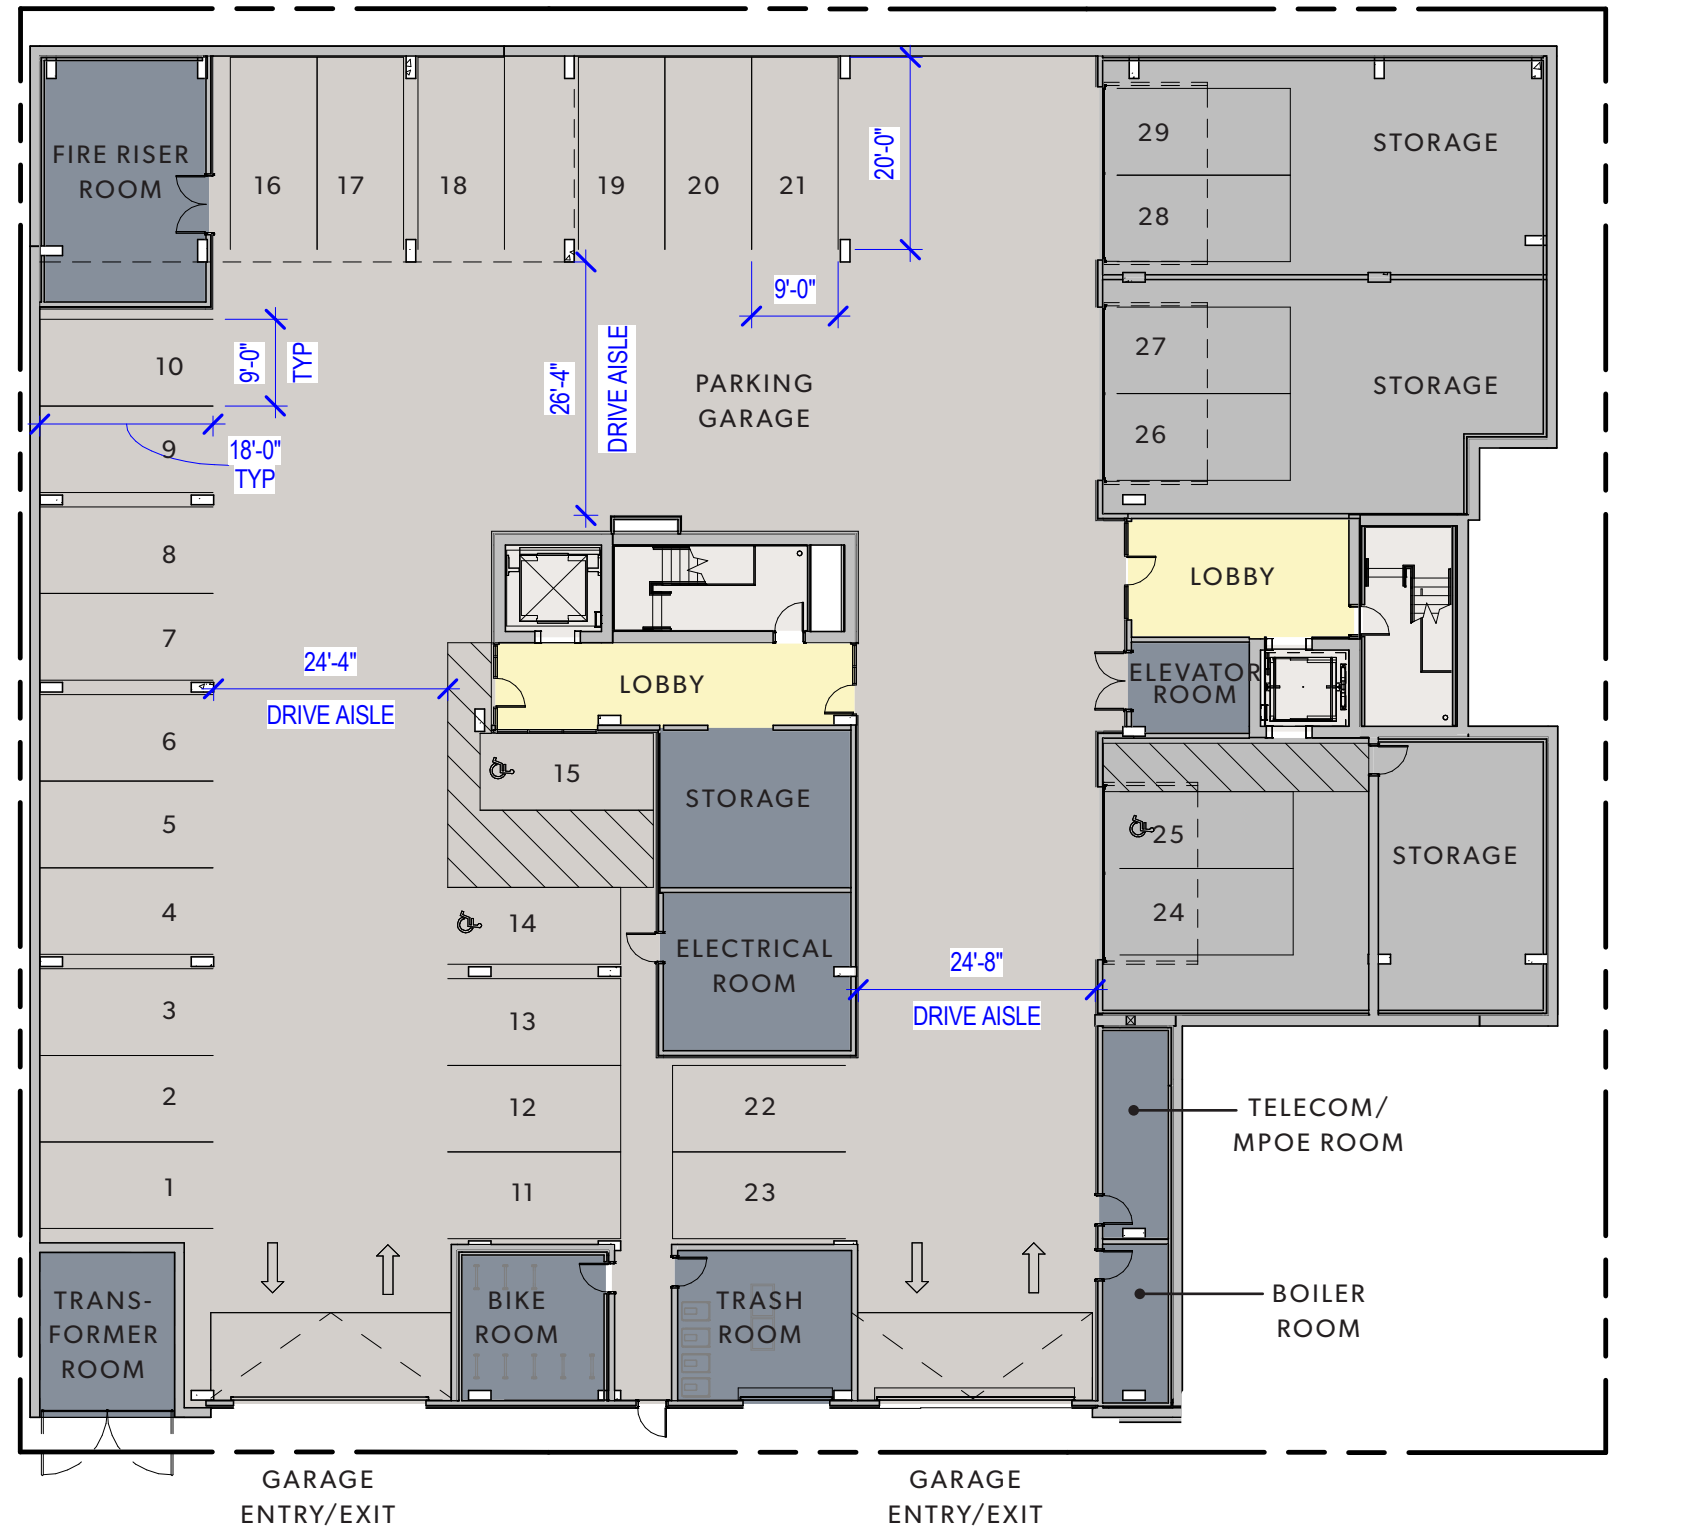 FIRE RISER
ROOM
16
17
18
19
20
21
20'-0"
29
28
STORAGE
9'-0"
10
9'-0"
TYP
9
18'-0"
TYP
26'-4"
DRIVE AISLE
PARKING
GARAGE
27
26
STORAGE
8
7
24'-4"
DRIVE AISLE
LOBBY
LOBBY
ELEVATOR
ROOM
6
5
4
15
STORAGE
14
ELECTRICAL
ROOM
25
24
STORAGE
24'-8"
DRIVE AISLE
3
2
1
13
12
11
22
23
TELECOM/
MPOE ROOM
TRANS-
FORMER
ROOM
BIKE
ROOM
TRASH
ROOM
BOILER
ROOM
GARAGE
ENTRY/EXIT
GARAGE
ENTRY/EXIT